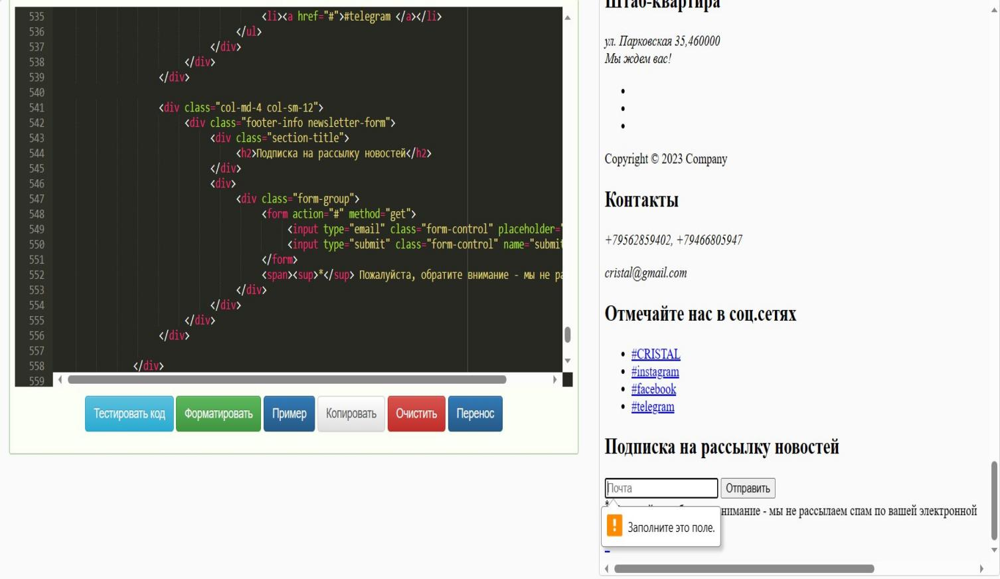 535 <li><a href="#">#telegram </a></li>
536 </ul>
537 </div>
538 </div>
539 </div>
540
541 <div class="col-md-4 col-sm-12">
542 <div class="footer-info newsletter-form">
543 <div class="section-title">
544 <h2>Подписка на рассылку новостей</h2>
545 </div>
546 <div>
547 <div class="form-group">
548 <form action="#" method="get">
549 <input type="email" class="form-control" placeholder="
550 <input type="submit" class="form-control" name="submit
551 </form>
552 <span><sup>*</sup> Пожалуйста, обратите внимание - мы не ра
553 </div>
554 </div>
555 </div>
556 </div>
557
558 </div>
559
Тестировать код Форматировать Пример Копировать Очистить Перенос
Штаб-квартира
ул. Парковская 35,460000
Мы ждем вас!
Copyright © 2023 Company
Контакты
+79562859402, +79466805947
cristal@gmail.com
Отмечайте нас в соц.сетях
#CRISTAL
#instagram
#facebook
#telegram
Подписка на рассылку новостей
Почта Отправить
* нимание - мы не рассылаем спам по вашей электронной
! Заполните это поле.